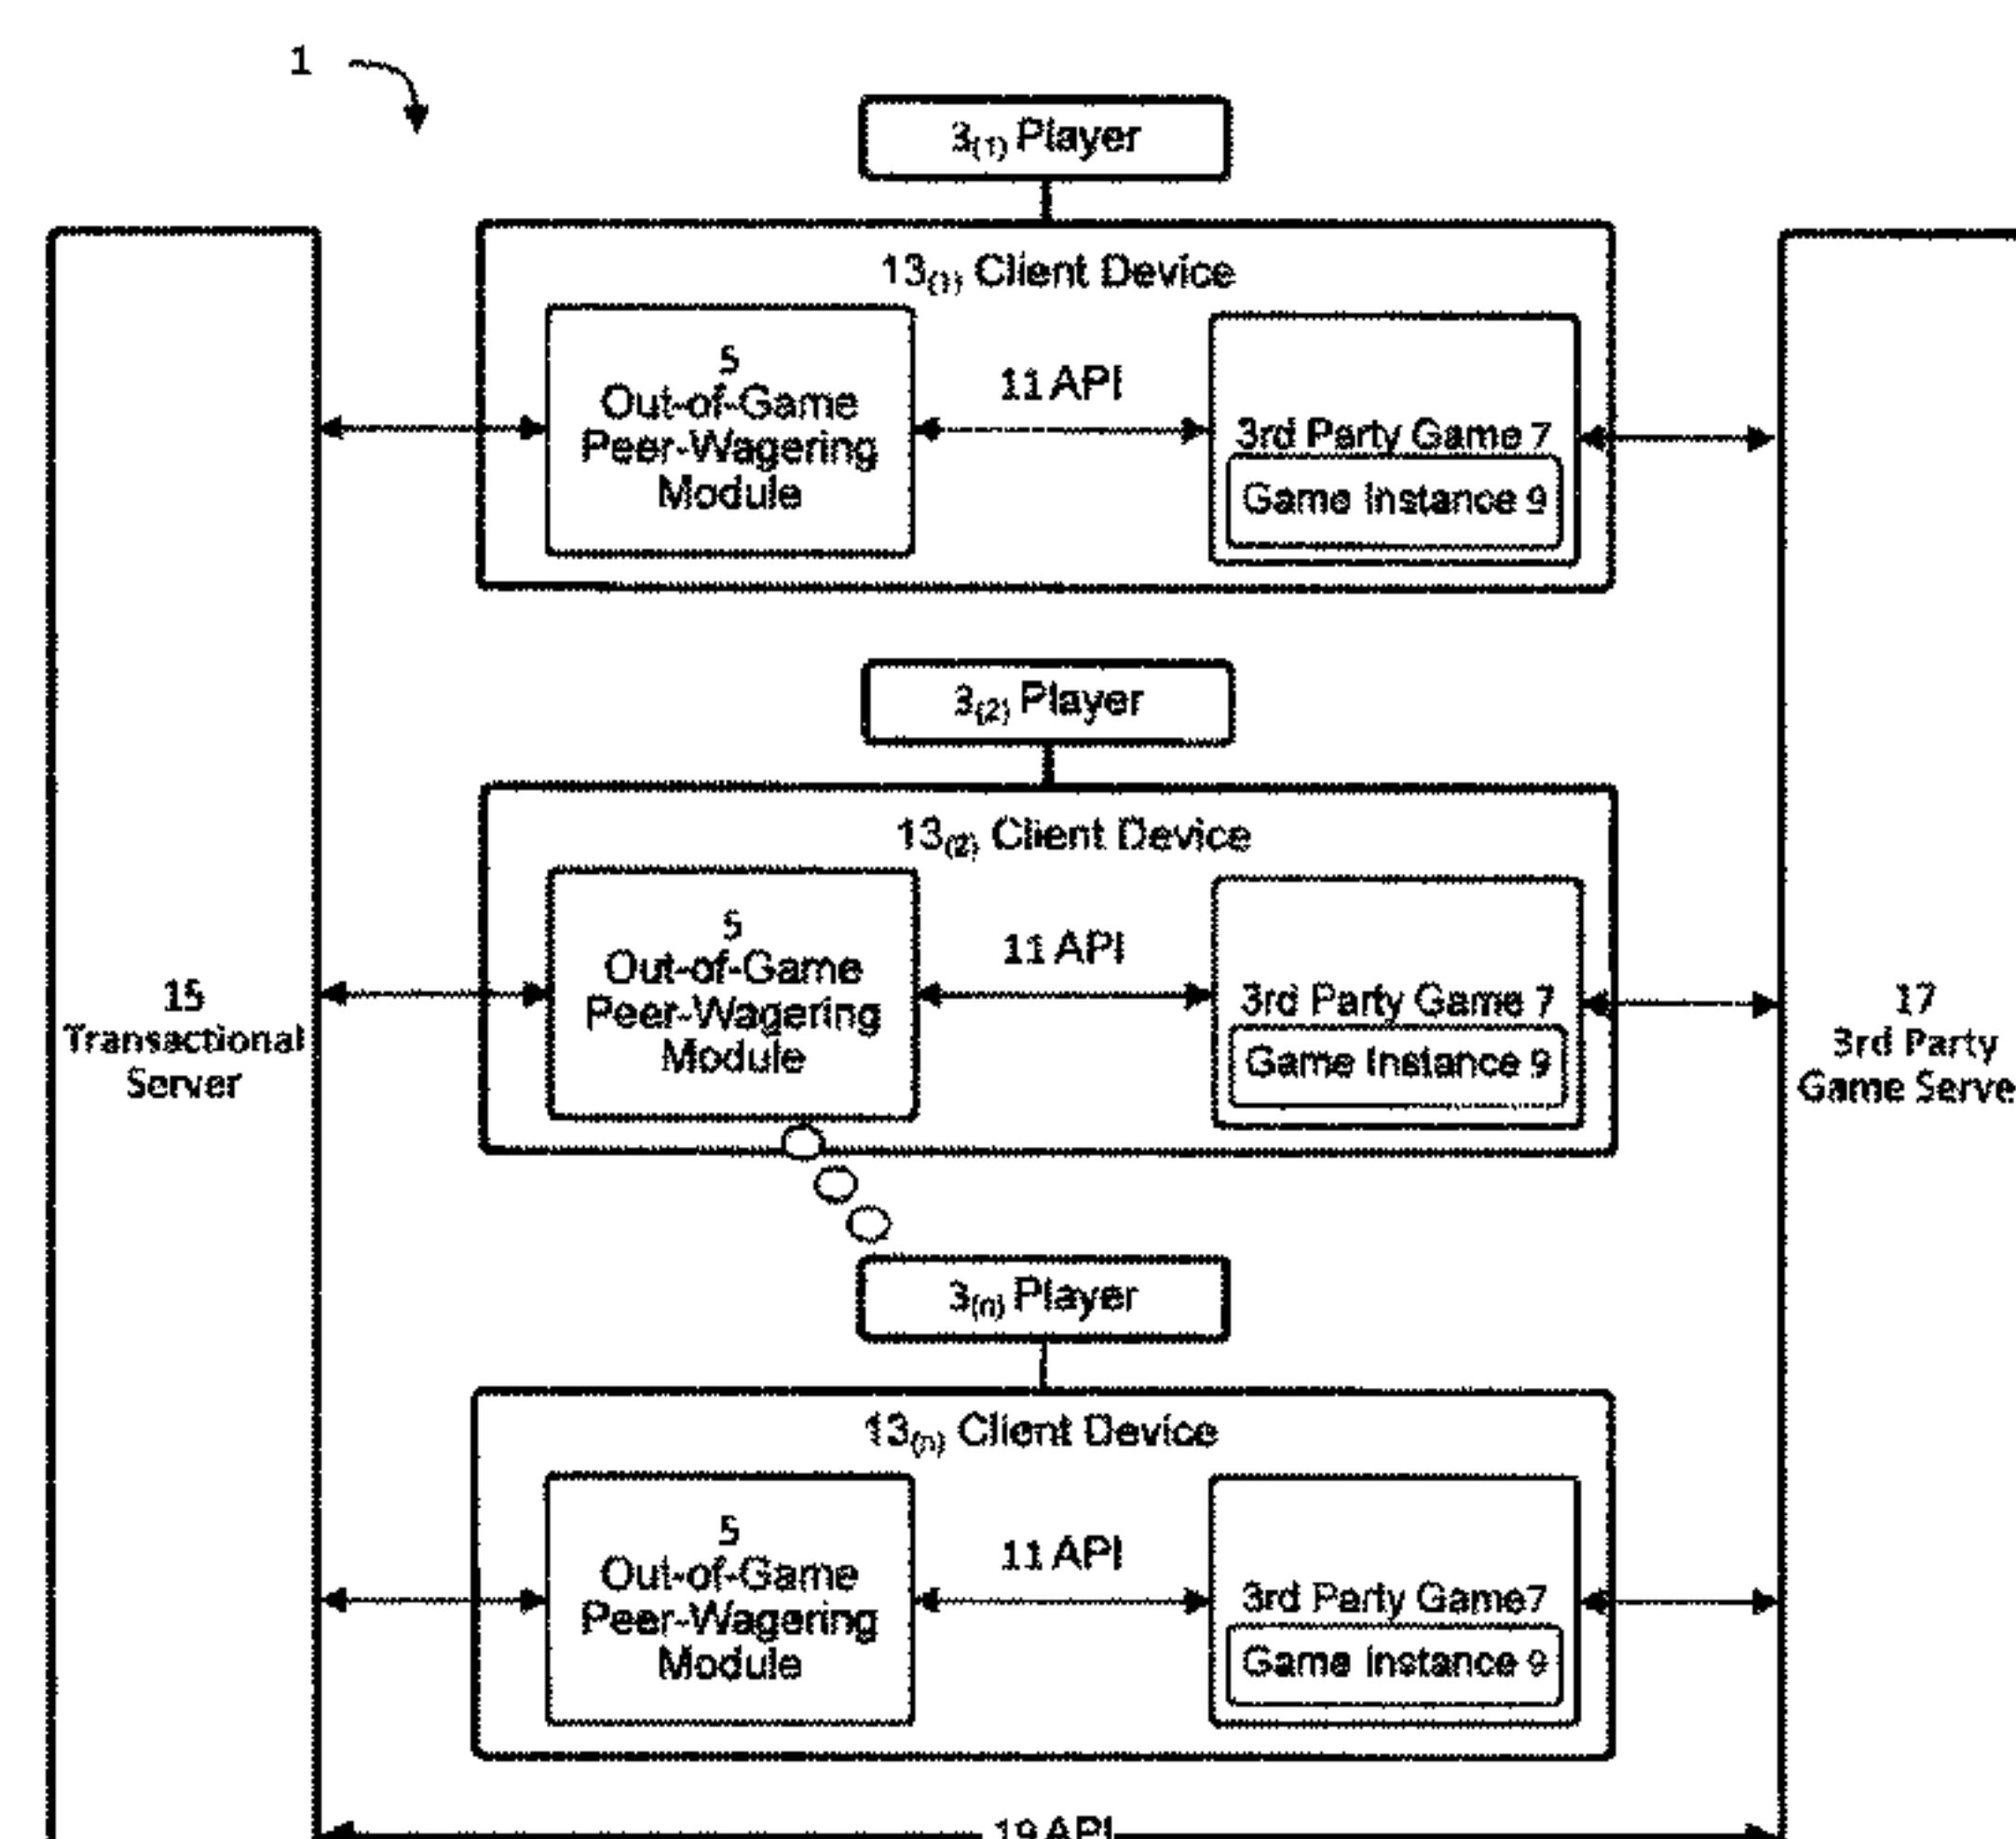 1
3(1) Player
13(1) Client Device
5
Out-of-Game
Peer-Wagering
Module
11 API
3rd Party Game 7
Game Instance 9
3(2) Player
13(2) Client Device
5
Out-of-Game
Peer-Wagering
Module
11 API
3rd Party Game 7
Game Instance 9
15
Transactional
Server
17
3rd Party
Game Serve
3(n) Player
13(n) Client Device
5
Out-of-Game
Peer-Wagering
Module
11 API
3rd Party Game7
Game Instance 9
19 API